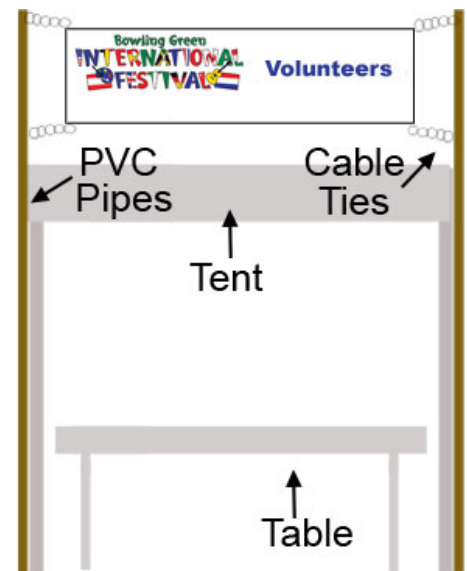 Bowling Green
INTERNATIONAL
FESTIVAL
Volunteers
PVC
Pipes
Cable
Ties
Tent
Table